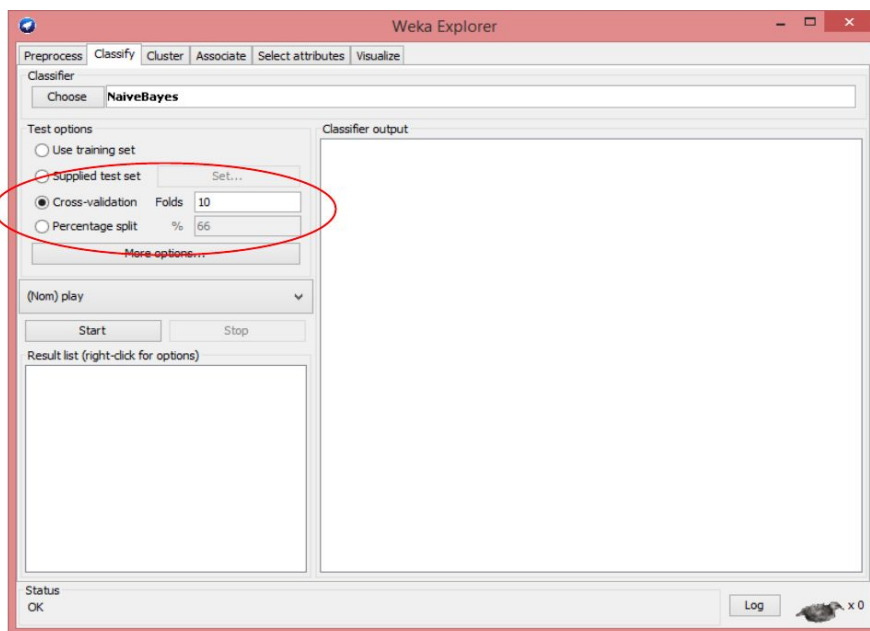 Weka Explorer
Preprocess Classify Cluster Associate Select attributes Visualize
Classifier
Choose NaiveBayes
Test options
Use training set
Supplied test set Set...
Cross-validation Folds 10
Percentage split % 66
More options...
(Nom) play
Start Stop
Result list (right-click for options)
Classifier output
Status
OK
Log x 0